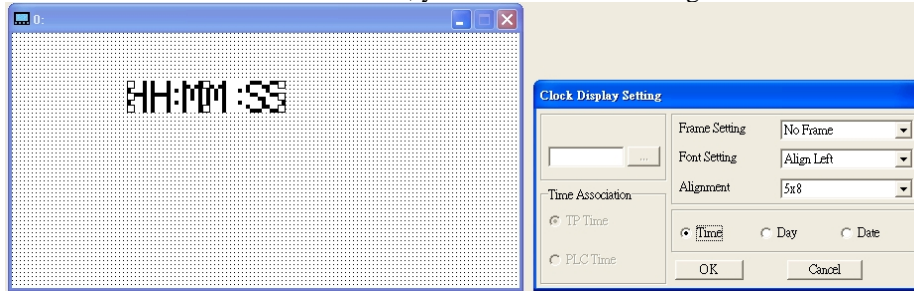 0:
HH:MM :SS
Clock Display Setting
...
Frame Setting No Frame
Font Setting Align Left
Alignment 5x8
Time Association
TP Time
PLC Time
Time Day Date
OK Cancel